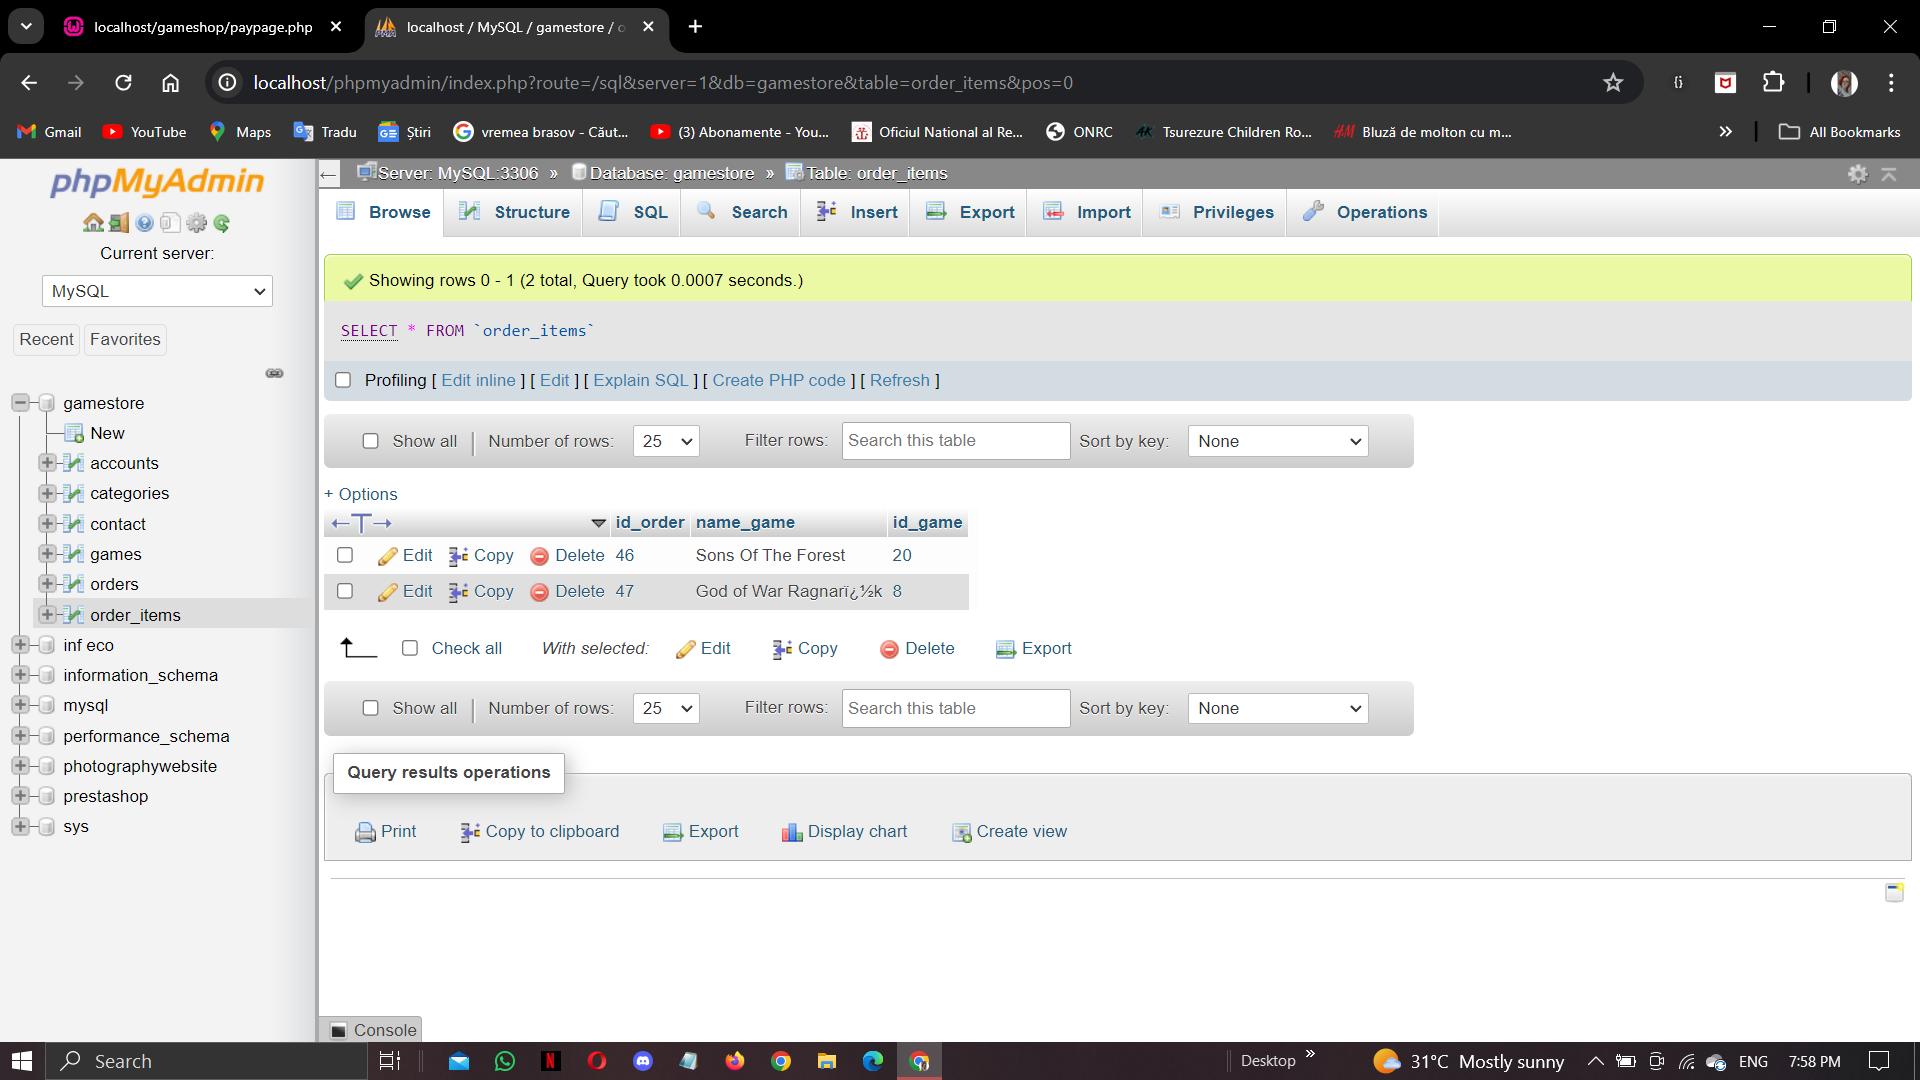 localhost/gameshop/paypage.php
localhost / MySQL / gamestore / o
localhost/phpmyadmin/index.php?route=/sql&server=1&db=gamestore&table=order_items&pos=0
Gmail YouTube Maps Tradu Știri vremea brasov - Căut... (3) Abonamente - You... Oficiul National al Re... ONRC Tsurezure Children Ro... H&M Bluză de molton cu m... » All Bookmarks
phpMyAdmin
Current server:
MySQL
Recent Favorites
gamestore
New
accounts
categories
contact
games
orders
order_items
inf eco
information_schema
mysql
performance_schema
photographywebsite
prestashop
sys
Server: MySQL:3306 » Database: gamestore » Table: order_items
Browse Structure SQL Search Insert Export Import Privileges Operations
Showing rows 0 - 1 (2 total, Query took 0.0007 seconds.)
SELECT * FROM `order_items`
Profiling [ Edit inline ] [ Edit ] [ Explain SQL ] [ Create PHP code ] [ Refresh ]
Show all Number of rows: 25 Filter rows: Search this table Sort by key: None
+ Options
←T→ id_order name_game id_game
Edit Copy Delete 46 Sons Of The Forest 20
Edit Copy Delete 47 God of War Ragnarï¿½k 8
Check all With selected: Edit Copy Delete Export
Show all Number of rows: 25 Filter rows: Search this table Sort by key: None
Query results operations
Print Copy to clipboard Export Display chart Create view
Console
Search Desktop » 31°C Mostly sunny ENG 7:58 PM